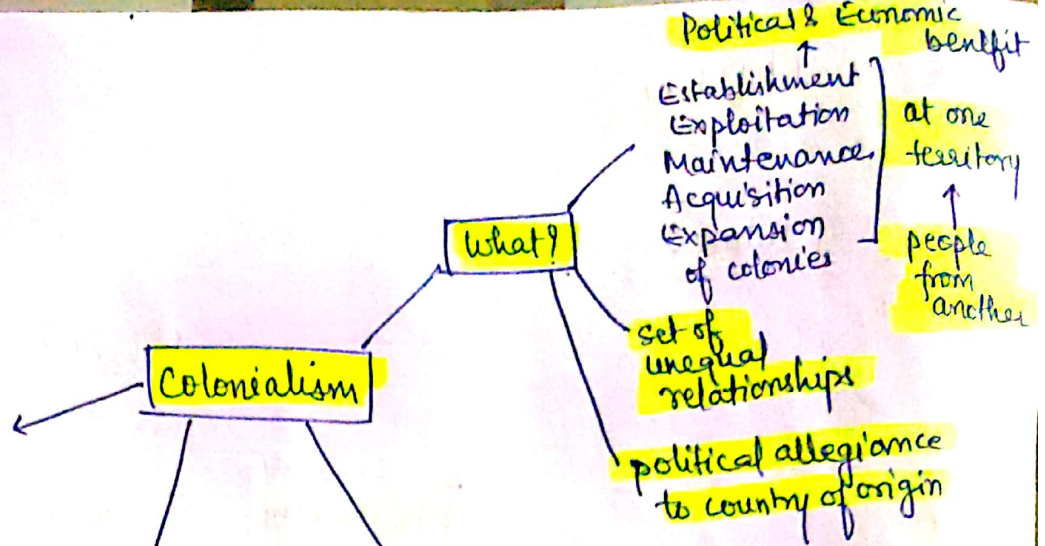 Political & Economic
benefit
↑
Establishment
Exploitation
Maintenance
Acquisition
Expansion
of colonies
at one
territory
↑
people
from
another
What?
set of
unequal
relationships
Colonialism
political allegiance
to country of origin